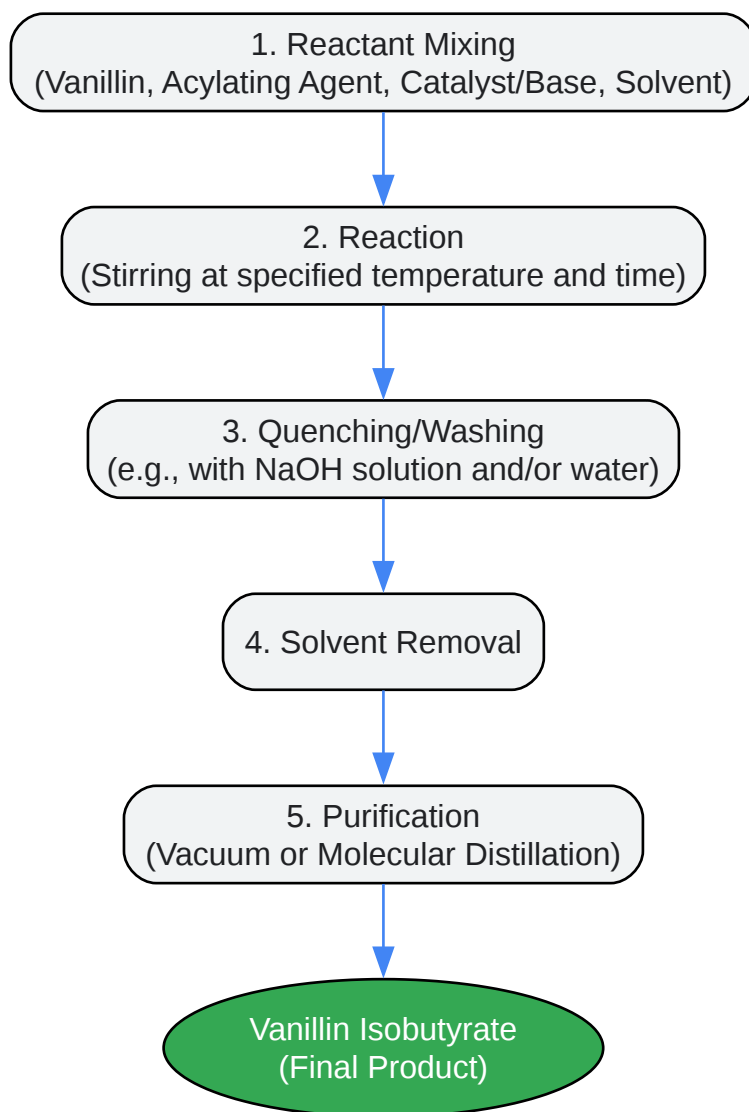 1. Reactant Mixing
(Vanillin, Acylating Agent, Catalyst/Base, Solvent)
2. Reaction
(Stirring at specified temperature and time)
3. Quenching/Washing
(e.g., with NaOH solution and/or water)
4. Solvent Removal
5. Purification
(Vacuum or Molecular Distillation)
Vanillin Isobutyrate
(Final Product)